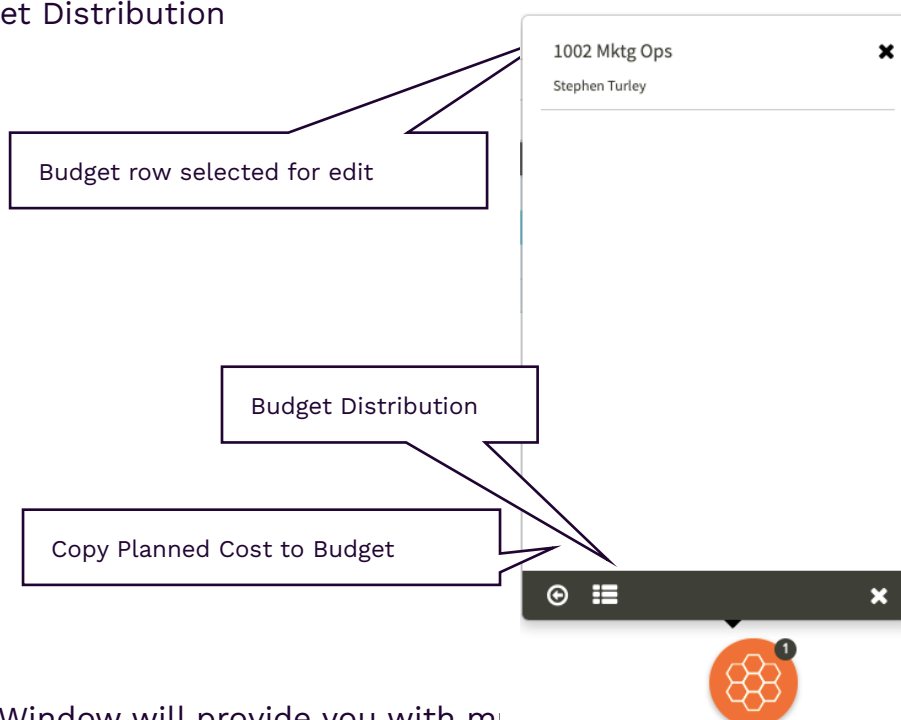 et Distribution
1002 Mktg Ops
Stephen Turley
Budget row selected for edit
Budget Distribution
Copy Planned Cost to Budget
1
Window will provide you with